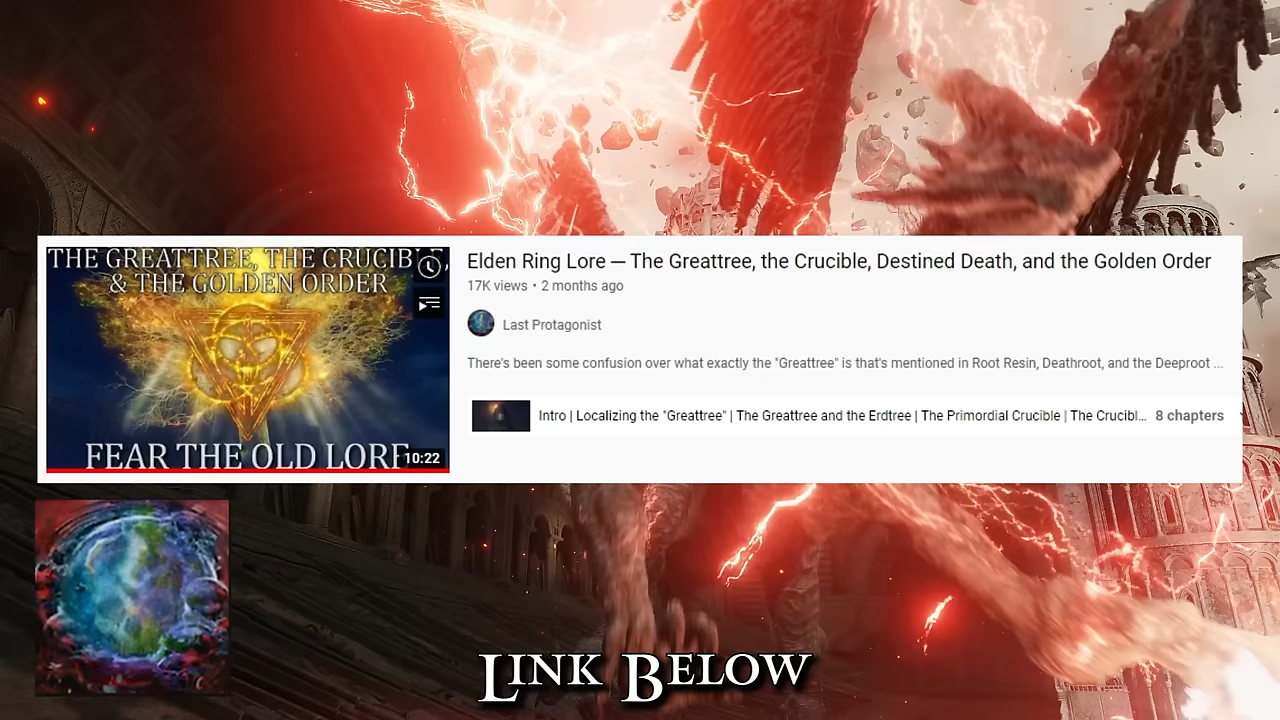 THE GREATTREE, THE CRUCIBLE,
& THE GOLDEN ORDER
FEAR THE OLD LORE
10:22
Elden Ring Lore — The Greattree, the Crucible, Destined Death, and the Golden Order
17K views • 2 months ago
Last Protagonist
There's been some confusion over what exactly the "Greattree" is that's mentioned in Root Resin, Deathroot, and the Deeproot ...
Intro | Localizing the "Greattree" | The Greattree and the Erdtree | The Primordial Crucible | The Crucibl... 8 chapters
LINK BELOW